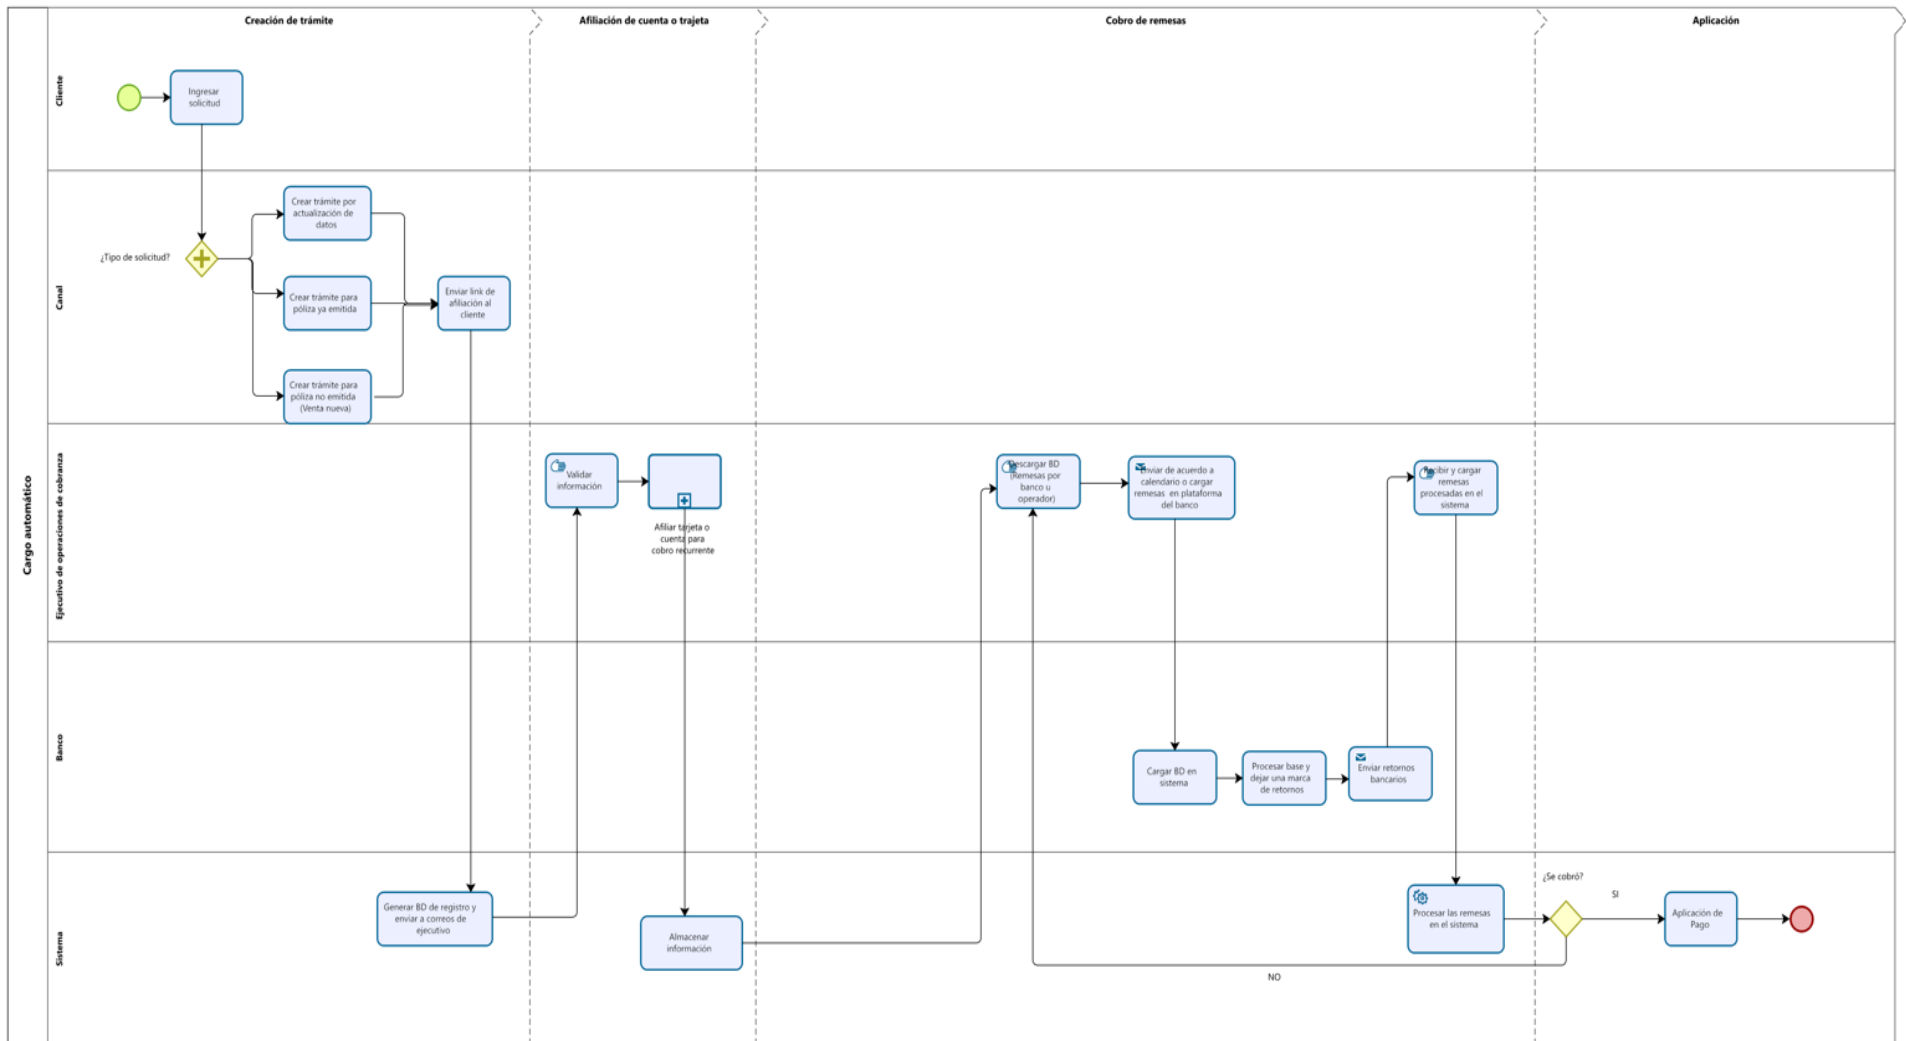 Creación de trámite
Afiliación de cuenta o trajeta
Cobro de remesas
Aplicación
Cargo automático
Cliente
Ingresar
solicitud
Canal
¿Tipo de solicitud?
Crear trámite por
actualización de
datos
Crear trámite para
póliza ya emitida
Crear trámite para
póliza no emitida
(Venta nueva)
Enviar link de
afiliación al
cliente
Ejecutivo de operaciones de cobranza
Validar
información
Afiliar tarjeta o
cuenta para
cobro recurrente
Descargar BD
(Remesas por
banco u
operador)
Enviar de acuerdo a
calendario o cargar
remesas en plataforma
del banco
Recibir y cargar
remesas
procesadas en el
sistema
Banco
Cargar BD en
sistema
Procesar base y
dejar una marca
de retornos
Enviar retornos
bancarios
Sistema
Generar BD de registro y
enviar a correos de
ejecutivo
Almacenar
información
Procesar las remesas
en el sistema
¿Se cobró?
SI
NO
Aplicación de
Pago